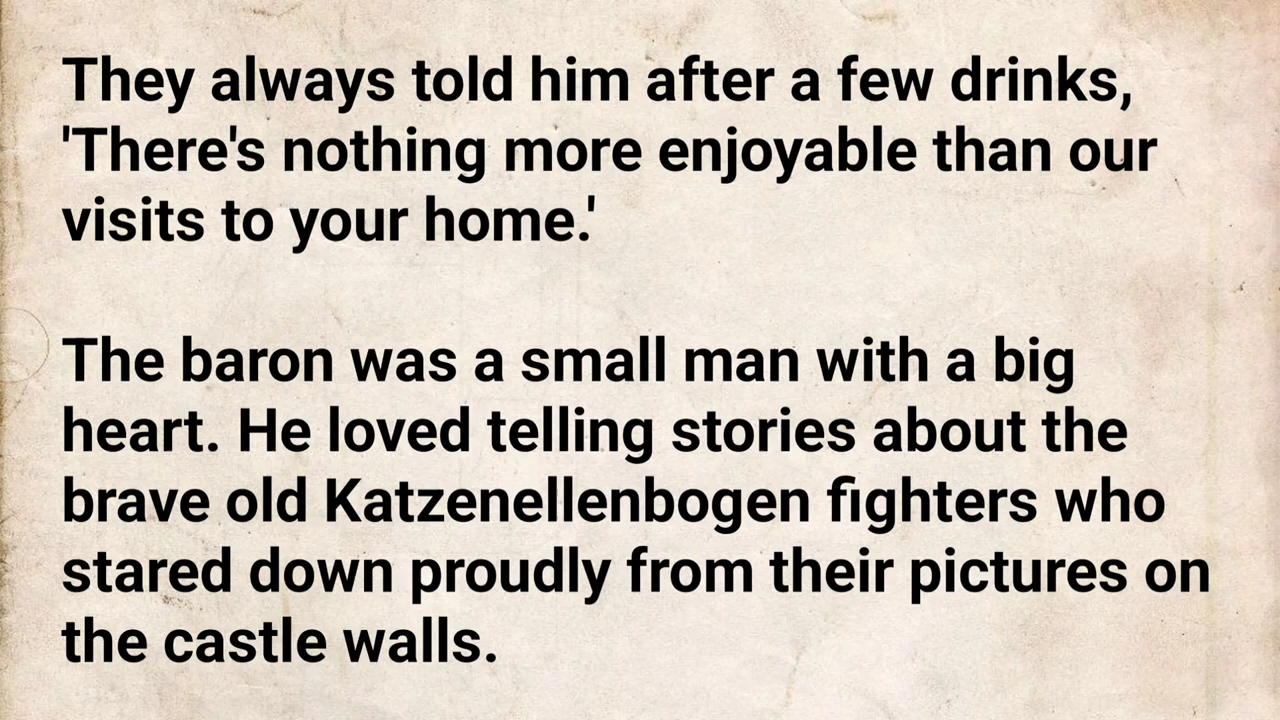 They always told him after a few drinks,
'There's nothing more enjoyable than our
visits to your home.'
The baron was a small man with a big
heart. He loved telling stories about the
brave old Katzenellenbogen fighters who
stared down proudly from their pictures on
the castle walls.